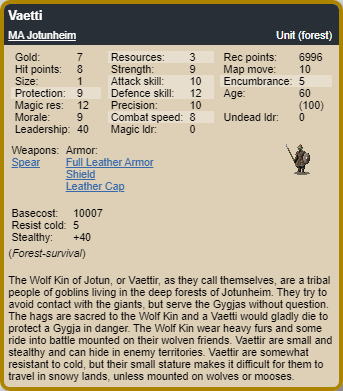 Vaetti
MA Jotunheim Unit (forest)
Gold: 7 Resources: 3 Rec points: 6996
Hit points: 8 Strength: 9 Map move: 10
Size: 1 Attack skill: 10 Encumbrance: 5
Protection: 9 Defence skill: 12 Age: 60
Magic res: 12 Precision: 10 (100)
Morale: 9 Combat speed: 8 Undead ldr: 0
Leadership: 40 Magic ldr: 0
Weapons: Armor:
Spear Full Leather Armor
Shield
Leather Cap
Basecost: 10007
Resist cold: 5
Stealthy: +40
(Forest-survival)
The Wolf Kin of Jotun, or Vaettir, as they call themselves, are a tribal
people of goblins living in the deep forests of Jotunheim. They try to
avoid contact with the giants, but serve the Gygjas without question.
The hags are sacred to the Wolf Kin and a Vaetti would gladly die to
protect a Gygja in danger. The Wolf Kin wear heavy furs and some
ride into battle mounted on their wolven friends. Vaettir are small and
stealthy and can hide in enemy territories. Vaettir are somewhat
resistant to cold, but their small stature makes it difficult for them to
travel in snowy lands, unless mounted on wolves or mooses.